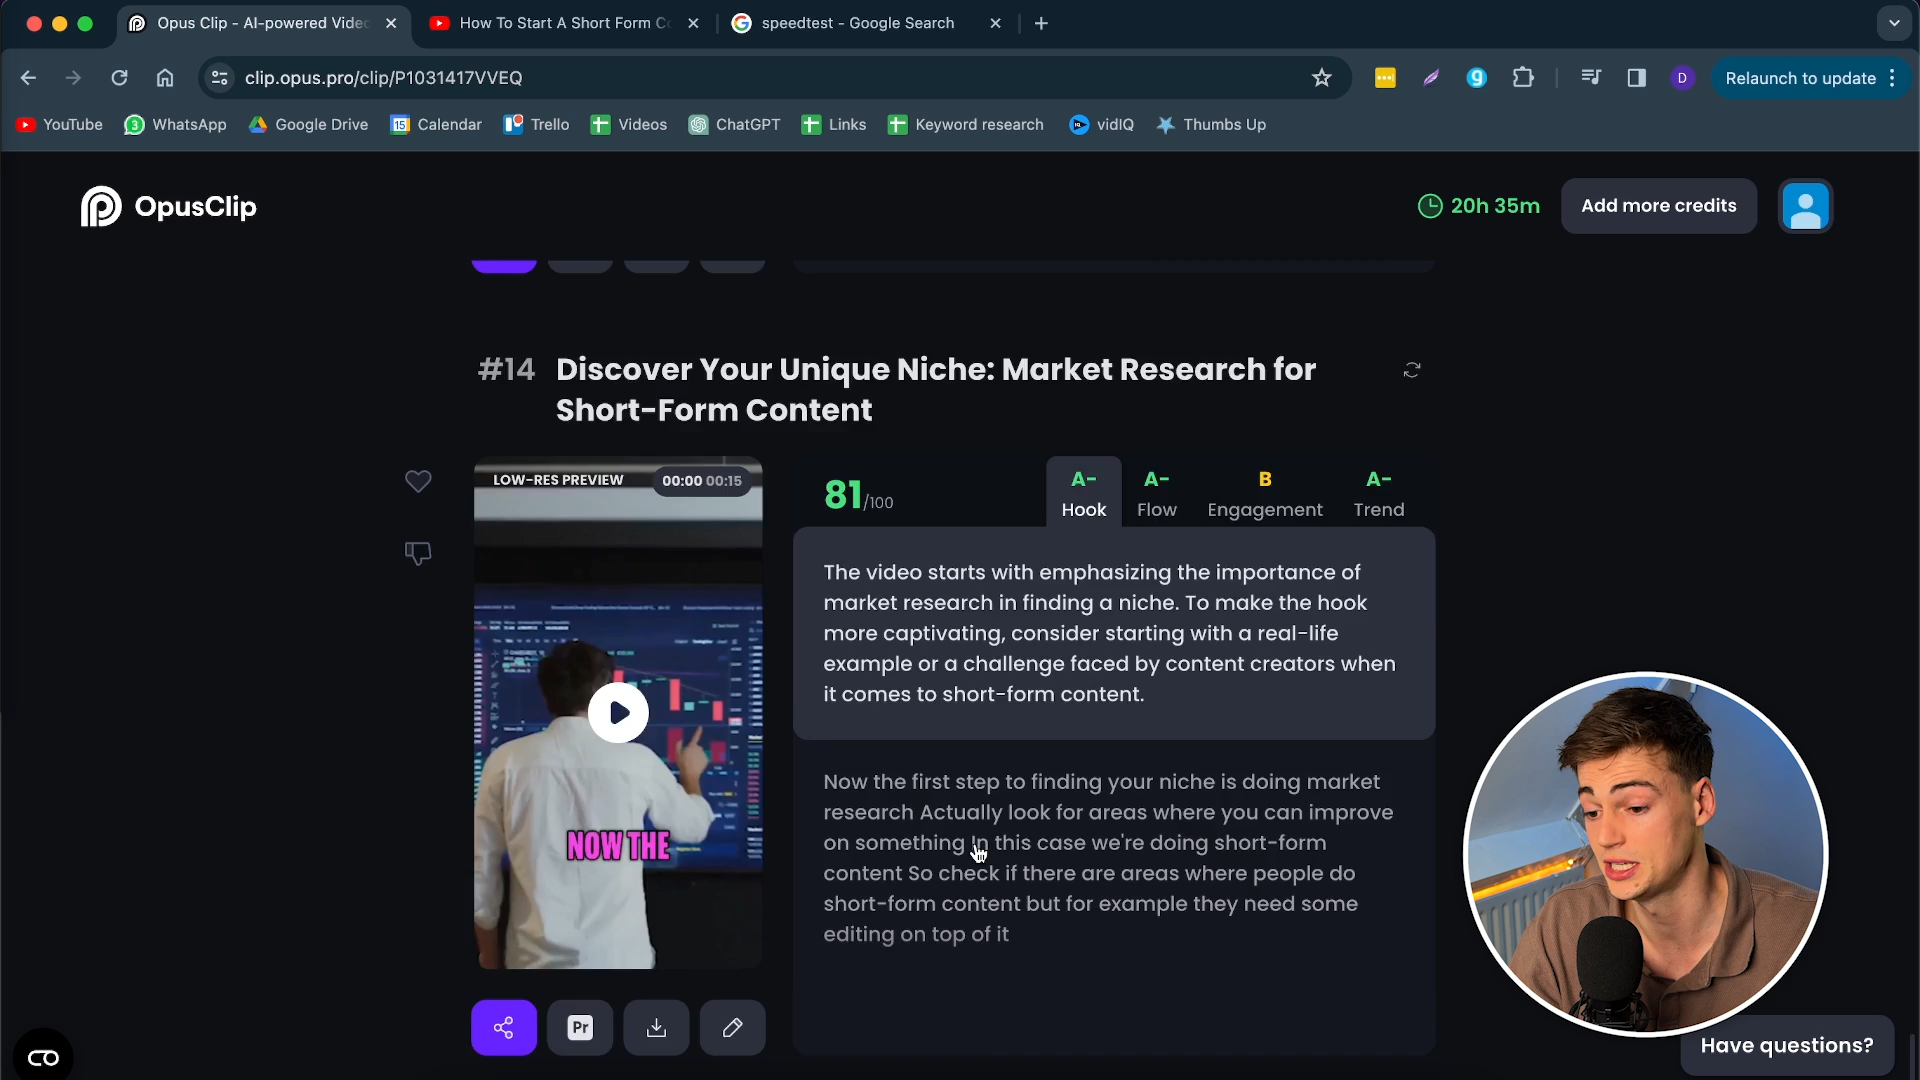 Opus Clip - AI-powered Vide
How To Start A Short Form C
speedtest - Google Search
clip.opus.pro/clip/P1031417VVEQ
D
Relaunch to update
YouTube
3
WhatsApp
Google Drive
15
Calendar
Trello
Videos
ChatGPT
Links
Keyword research
vidIQ
Thumbs Up
OpusClip
20h 35m
Add more credits
#14
Discover Your Unique Niche: Market Research for
Short-Form Content
LOW-RES PREVIEW
00:00 00:15
NOW THE
81/100
A-
Hook
A-
Flow
B
Engagement
A-
Trend
The video starts with emphasizing the importance of
market research in finding a niche. To make the hook
more captivating, consider starting with a real-life
example or a challenge faced by content creators when
it comes to short-form content.
Now the first step to finding your niche is doing market
research Actually look for areas where you can improve
on something In this case we're doing short-form
content So check if there are areas where people do
short-form content but for example they need some
editing on top of it
Pr
Have questions?